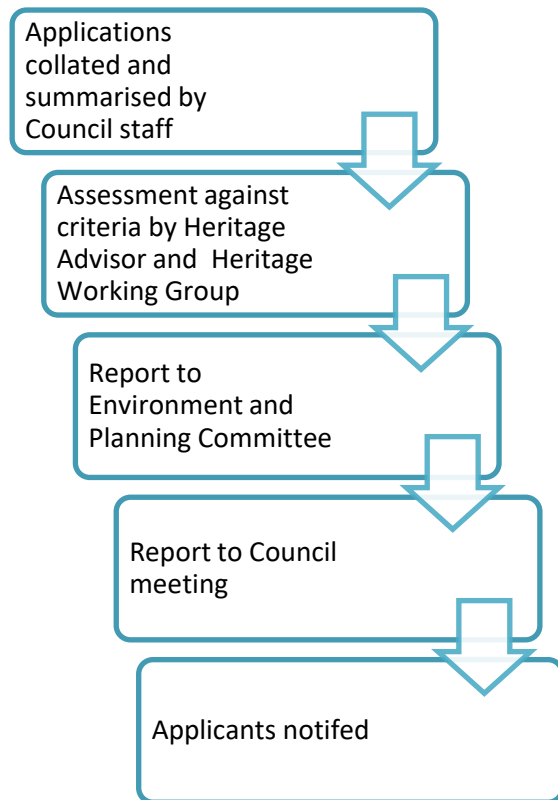 Applications
collated and
summarised by
Council staff
Assessment against
criteria by Heritage
Advisor and  Heritage
Working Group
Report to
Environment and
Planning Committee
Report to Council
meeting
Applicants notifed